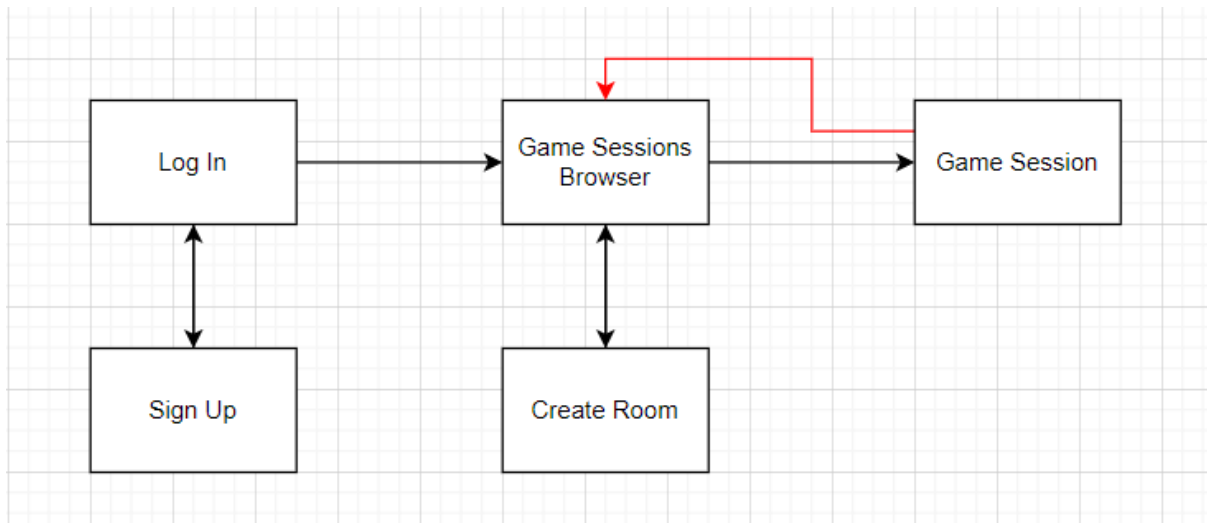 Log In
Game Sessions
Browser
Game Session
Sign Up
Create Room